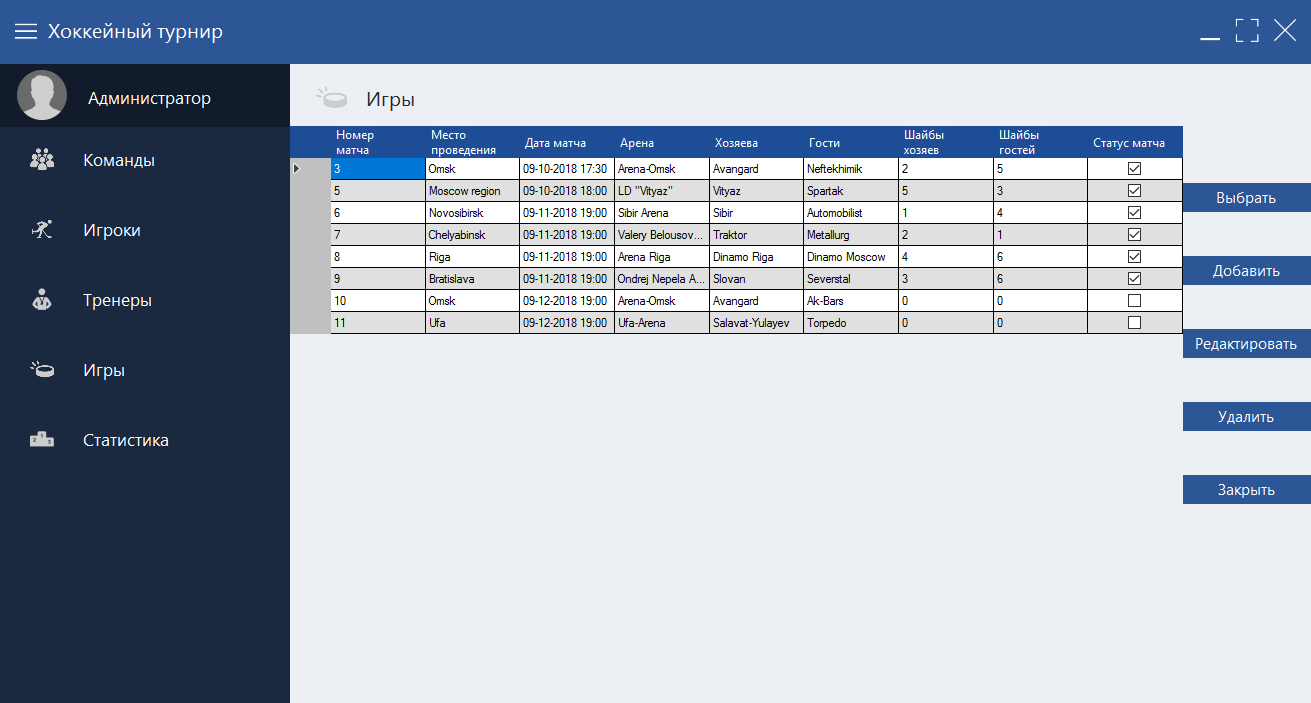 Хоккейный турнир
Администратор
Команды
Игроки
Тренеры
Игры
Статистика
Игры
Номер матча Место проведения Дата матча Арена Хозяева Гости Шайбы хозяев Шайбы гостей Статус матча
3 Omsk 09-10-2018 17:30 Arena-Omsk Avangard Neftekhimik 2 5
5 Moscow region 09-10-2018 18:00 LD "Vityaz" Vityaz Spartak 5 3
6 Novosibirsk 09-11-2018 19:00 Sibir Arena Sibir Automobilist 1 4
7 Chelyabinsk 09-11-2018 19:00 Valery Belousov... Traktor Metallurg 2 1
8 Riga 09-11-2018 19:00 Arena Riga Dinamo Riga Dinamo Moscow 4 6
9 Bratislava 09-11-2018 19:00 Ondrej Nepela A... Slovan Severstal 3 6
10 Omsk 09-12-2018 19:00 Arena-Omsk Avangard Ak-Bars 0 0
11 Ufa 09-12-2018 19:00 Ufa-Arena Salavat-Yulayev Torpedo 0 0
Выбрать
Добавить
Редактировать
Удалить
Закрыть